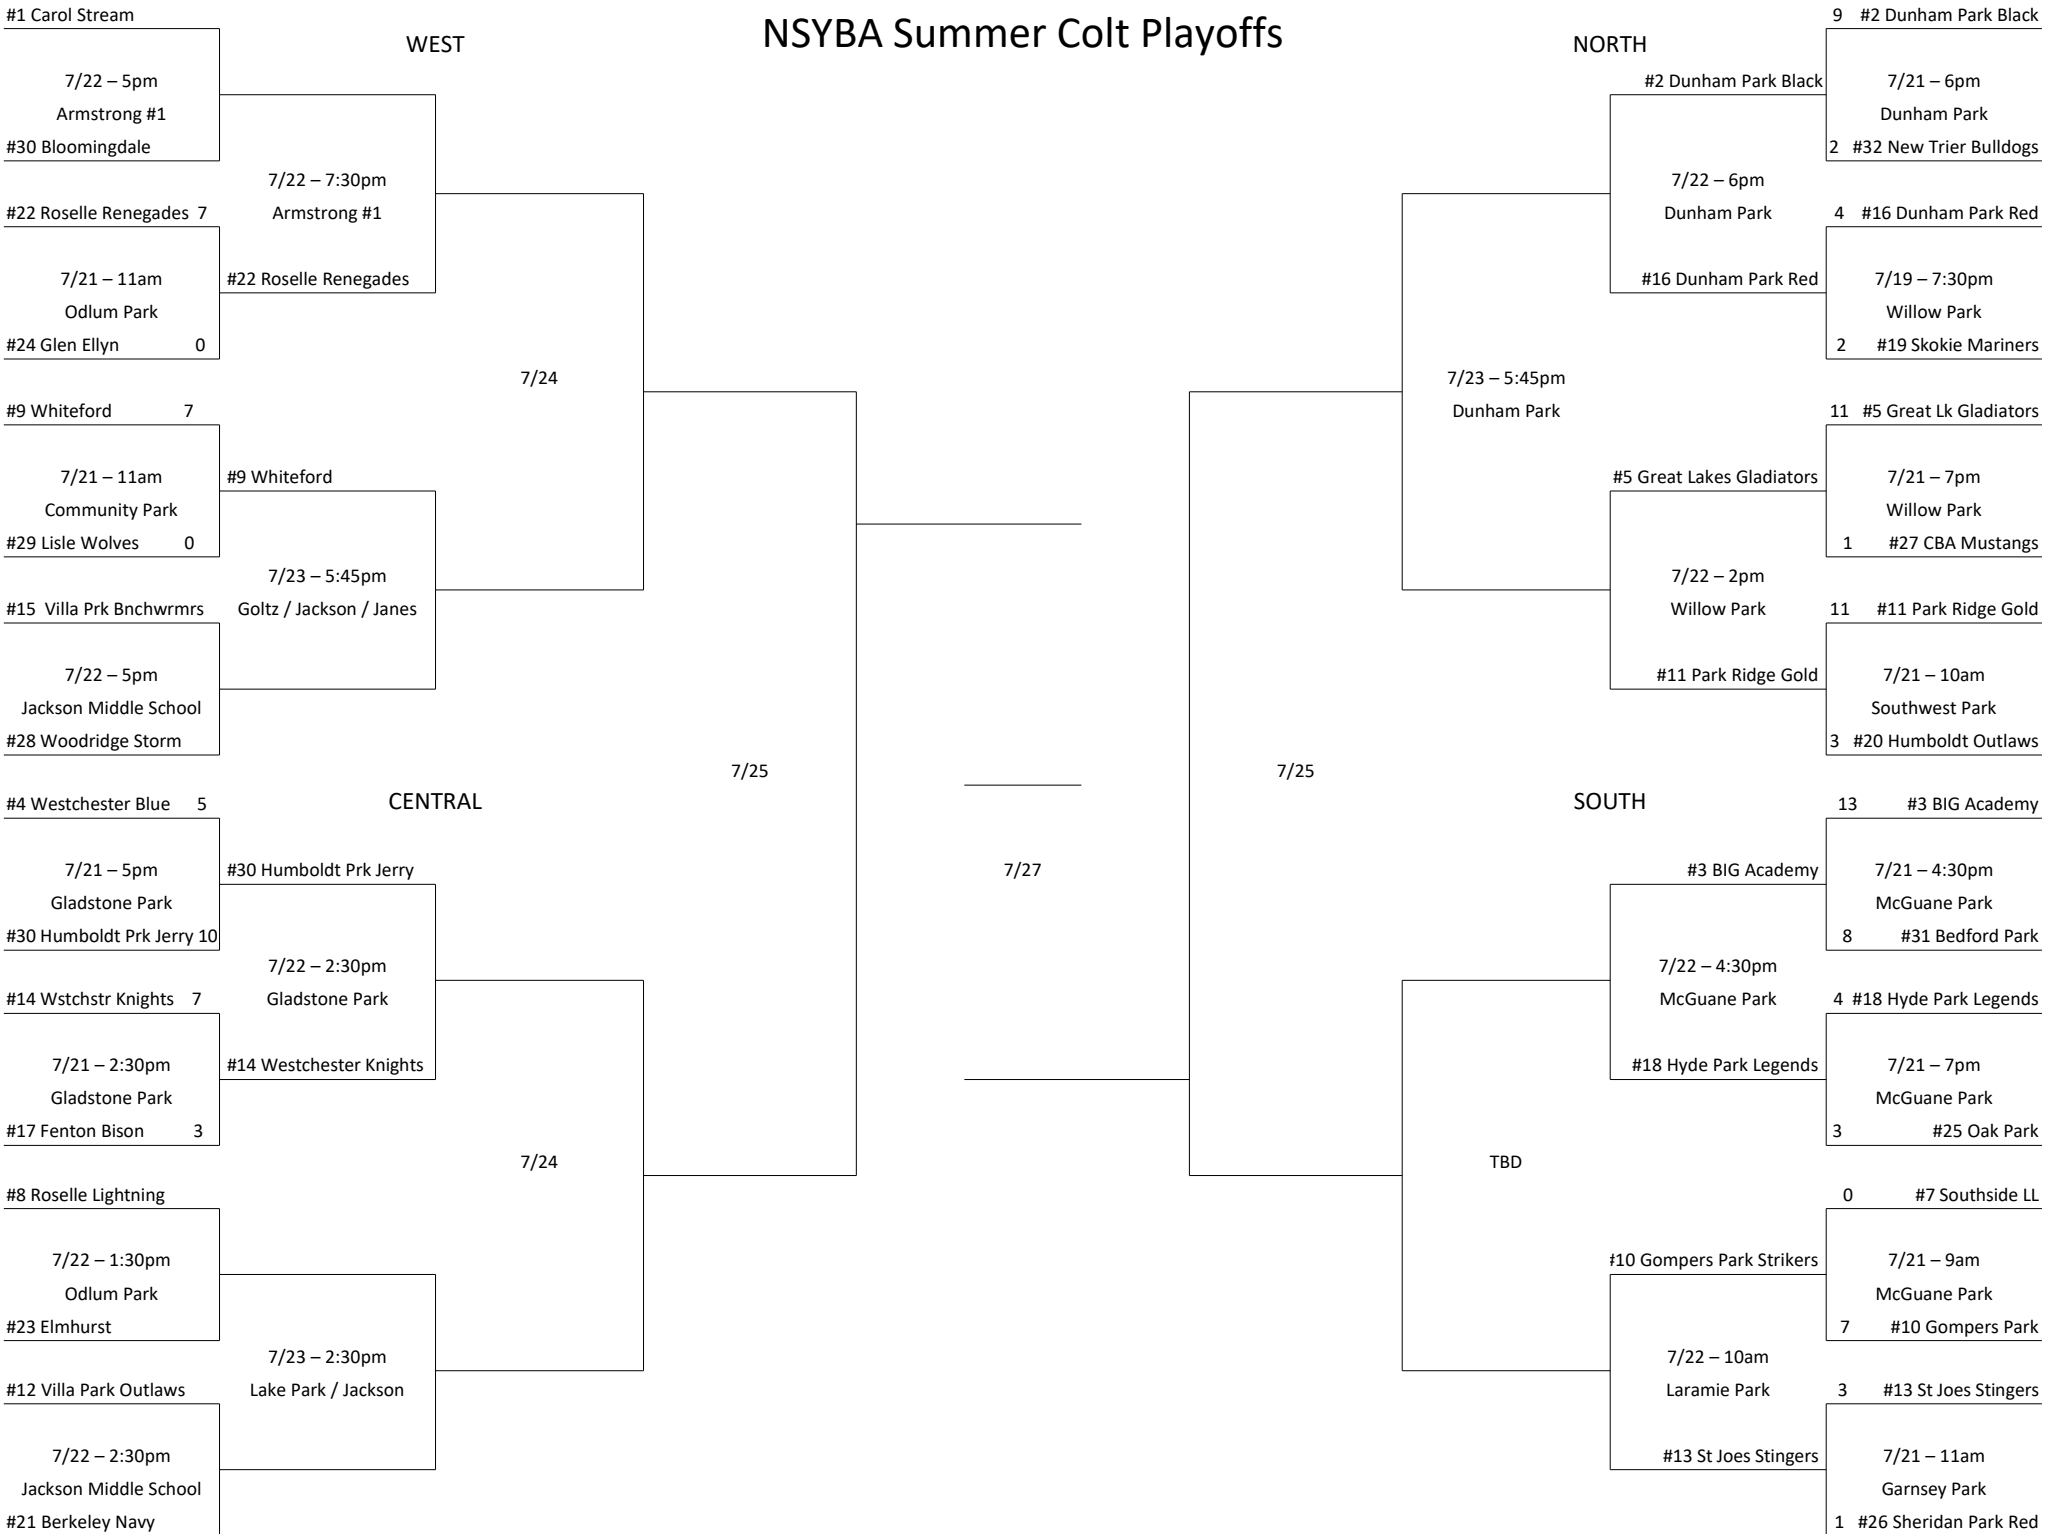 NSYBA Summer Colt Playoffs
WEST
#1 Carol Stream
7/22 – 5pm
Armstrong #1
#30 Bloomingdale
7/22 – 7:30pm
Armstrong #1
#22 Roselle Renegades 7
7/21 – 11am
Odlum Park
#24 Glen Ellyn 0
#22 Roselle Renegades
7/24
#9 Whiteford 7
7/21 – 11am
Community Park
#29 Lisle Wolves 0
#9 Whiteford
7/23 – 5:45pm
Goltz / Jackson / Janes
#15 Villa Prk Bnchwrmrs
7/22 – 5pm
Jackson Middle School
#28 Woodridge Storm
7/25
CENTRAL
#4 Westchester Blue 5
7/21 – 5pm
Gladstone Park
#30 Humboldt Prk Jerry 10
#30 Humboldt Prk Jerry
7/22 – 2:30pm
Gladstone Park
#14 Wstchstr Knights 7
7/21 – 2:30pm
Gladstone Park
#17 Fenton Bison 3
#14 Westchester Knights
7/24
#8 Roselle Lightning
7/22 – 1:30pm
Odlum Park
#23 Elmhurst
7/23 – 2:30pm
Lake Park / Jackson
#12 Villa Park Outlaws
7/22 – 2:30pm
Jackson Middle School
#21 Berkeley Navy
7/27
NORTH
9 #2 Dunham Park Black
7/21 – 6pm
Dunham Park
2 #32 New Trier Bulldogs
#2 Dunham Park Black
7/22 – 6pm
Dunham Park
4 #16 Dunham Park Red
7/19 – 7:30pm
Willow Park
2 #19 Skokie Mariners
#16 Dunham Park Red
7/23 – 5:45pm
Dunham Park
11 #5 Great Lk Gladiators
7/21 – 7pm
Willow Park
1 #27 CBA Mustangs
#5 Great Lakes Gladiators
7/22 – 2pm
Willow Park
11 #11 Park Ridge Gold
7/21 – 10am
Southwest Park
3 #20 Humboldt Outlaws
#11 Park Ridge Gold
7/25
SOUTH
13 #3 BIG Academy
7/21 – 4:30pm
McGuane Park
8 #31 Bedford Park
#3 BIG Academy
7/22 – 4:30pm
McGuane Park
4 #18 Hyde Park Legends
7/21 – 7pm
McGuane Park
3 #25 Oak Park
#18 Hyde Park Legends
TBD
0 #7 Southside LL
7/21 – 9am
McGuane Park
7 #10 Gompers Park
#10 Gompers Park Strikers
7/22 – 10am
Laramie Park
3 #13 St Joes Stingers
7/21 – 11am
Garnsey Park
1 #26 Sheridan Park Red
#13 St Joes Stingers